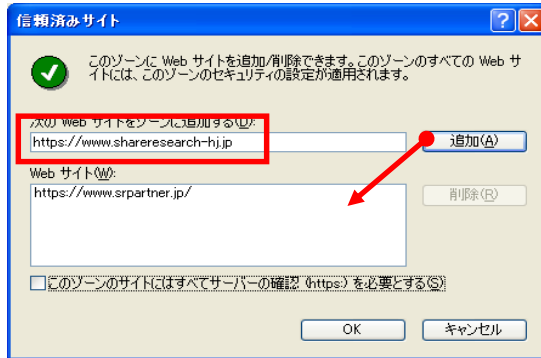 信頼済みサイト
このゾーンに Web サイトを追加/削除できます。このゾーンのすべての Web サ
イトには、このゾーンのセキュリティの設定が適用されます。
次の Web サイトをゾーンに追加する(D):
https://www.shareresearch-hj.jp
追加(A)
Web サイト(W):
https://www.srpartner.jp/
削除(R)
このゾーンのサイトにはすべてサーバーの確認 (https:) を必要とする(S)
OK
キャンセル